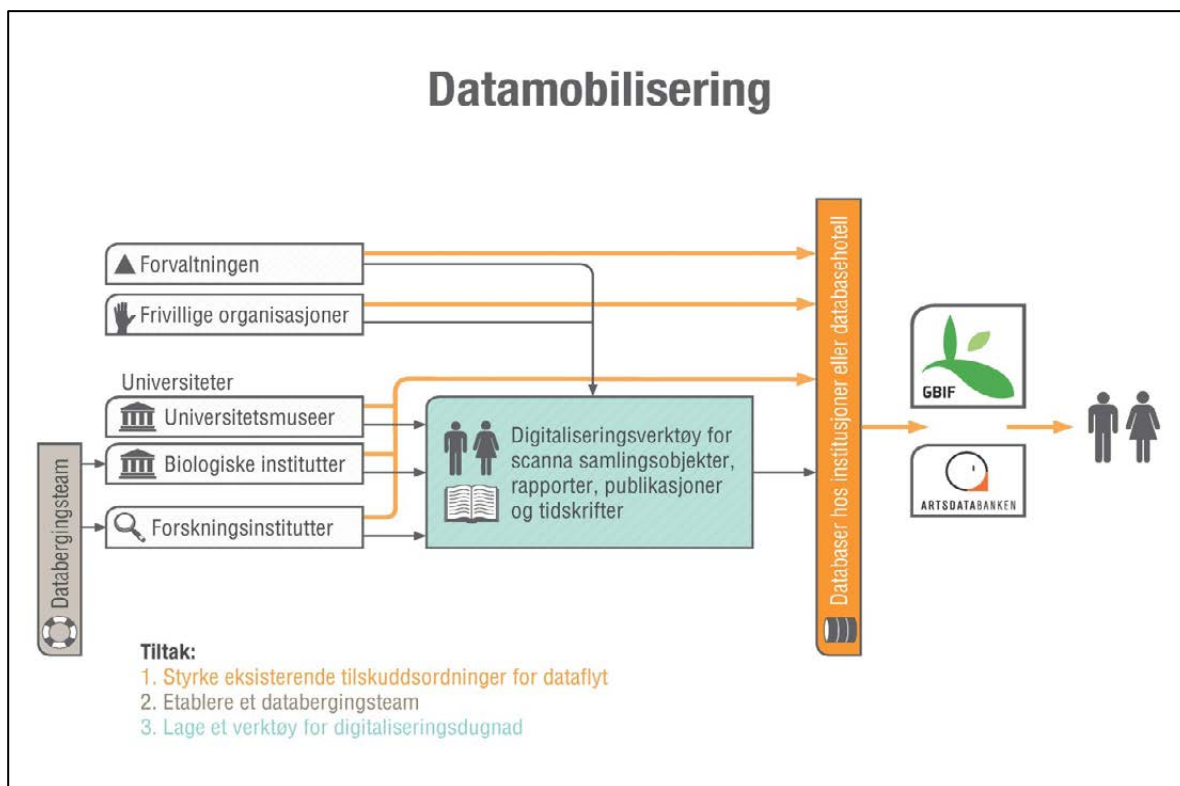 Datamobilisering
Forvaltningen
Frivillige organisasjoner
Universiteter
Universitetsmuseer
Biologiske institutter
Forskningsinstitutter
Databergingsteam
Digitaliseringsverktøy for
scanna samlingsobjekter,
rapporter, publikasjoner
og tidskrifter
Databaser hos institusjoner eller databasehotell
GBIF
ARTSDATABANKEN
Tiltak:
1. Styrke eksisterende tilskuddsordninger for dataflyt
2. Etablere et databergingsteam
3. Lage et verktøy for digitaliseringsdugnad